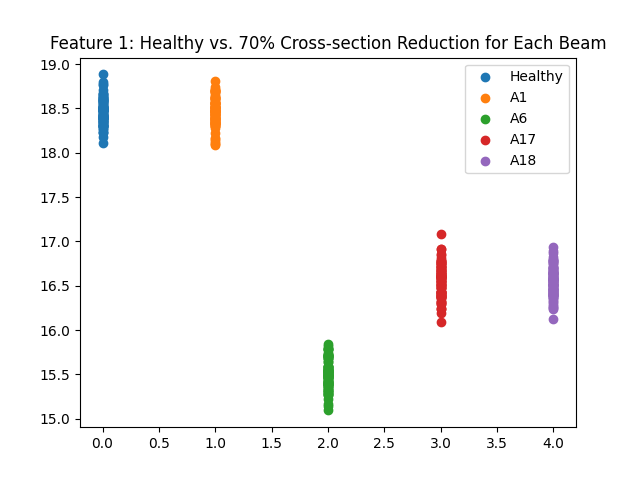 Feature 1: Healthy vs. 70% Cross-section Reduction for Each Beam
19.0
18.5
18.0
17.5
17.0
16.5
16.0
15.5
15.0
Healthy
A1
A6
A17
A18
0.0 0.5 1.0 1.5 2.0 2.5 3.0 3.5 4.0